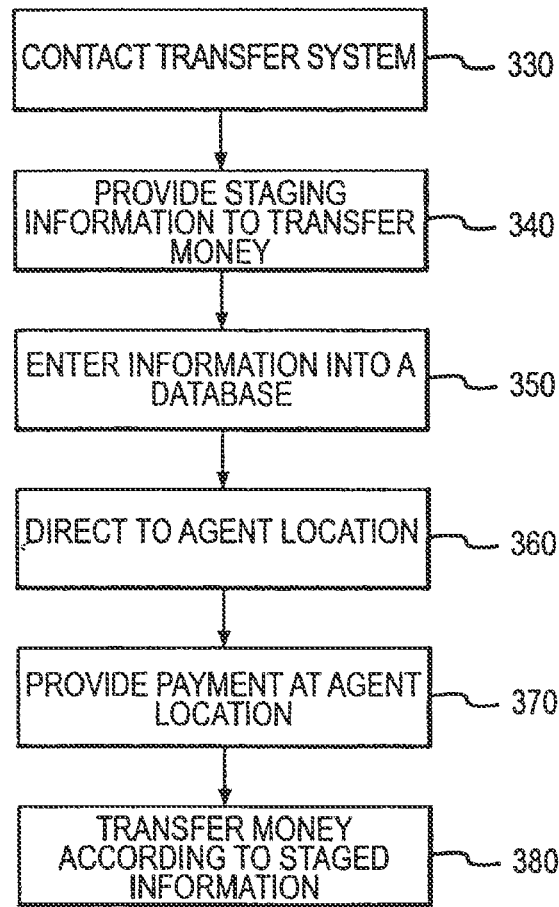 CONTACT TRANSFER SYSTEM
330
PROVIDE STAGING
INFORMATION TO TRANSFER
MONEY
340
ENTER INFORMATION INTO A
DATABASE
350
DIRECT TO AGENT LOCATION
360
PROVIDE PAYMENT AT AGENT
LOCATION
370
TRANSFER MONEY
ACCORDING TO STAGED
INFORMATION
380